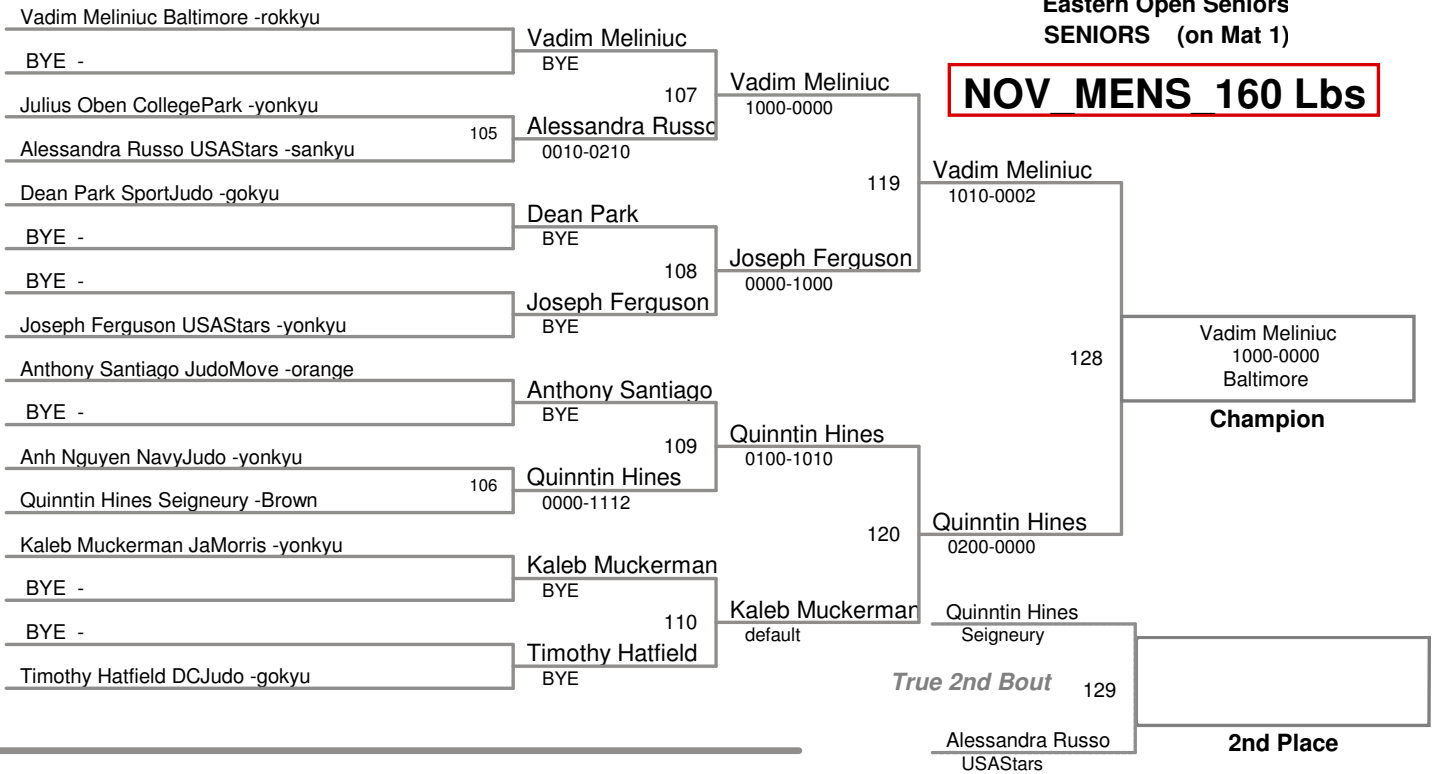 Eastern Open Seniors
SENIORS (on Mat 1)
NOV_MENS_160 Lbs
Vadim Meliniuc Baltimore -rokkyu
BYE -
Julius Oben CollegePark -yonkyu
105
Alessandra Russo USAStars -sankyu
Dean Park SportJudo -gokyu
BYE -
BYE -
Joseph Ferguson USAStars -yonkyu
Anthony Santiago JudoMove -orange
BYE -
Anh Nguyen NavyJudo -yonkyu
106
Quinntin Hines Seigneury -Brown
Kaleb Muckerman JaMorris -yonkyu
BYE -
BYE -
Timothy Hatfield DCJudo -gokyu
Vadim Meliniuc
BYE
107
Alessandra Russo
0010-0210
Dean Park
BYE
108
Joseph Ferguson
BYE
Anthony Santiago
BYE
109
Quinntin Hines
0000-1112
Kaleb Muckerman
BYE
110
Timothy Hatfield
BYE
Vadim Meliniuc
1000-0000
119
Joseph Ferguson
0000-1000
Quinntin Hines
0100-1010
120
Kaleb Muckerman
default
Vadim Meliniuc
1010-0002
128
Quinntin Hines
0200-0000
Vadim Meliniuc
1000-0000
Baltimore
Champion
Quinntin Hines
Seigneury
True 2nd Bout
129
Alessandra Russo
USAStars
2nd Place